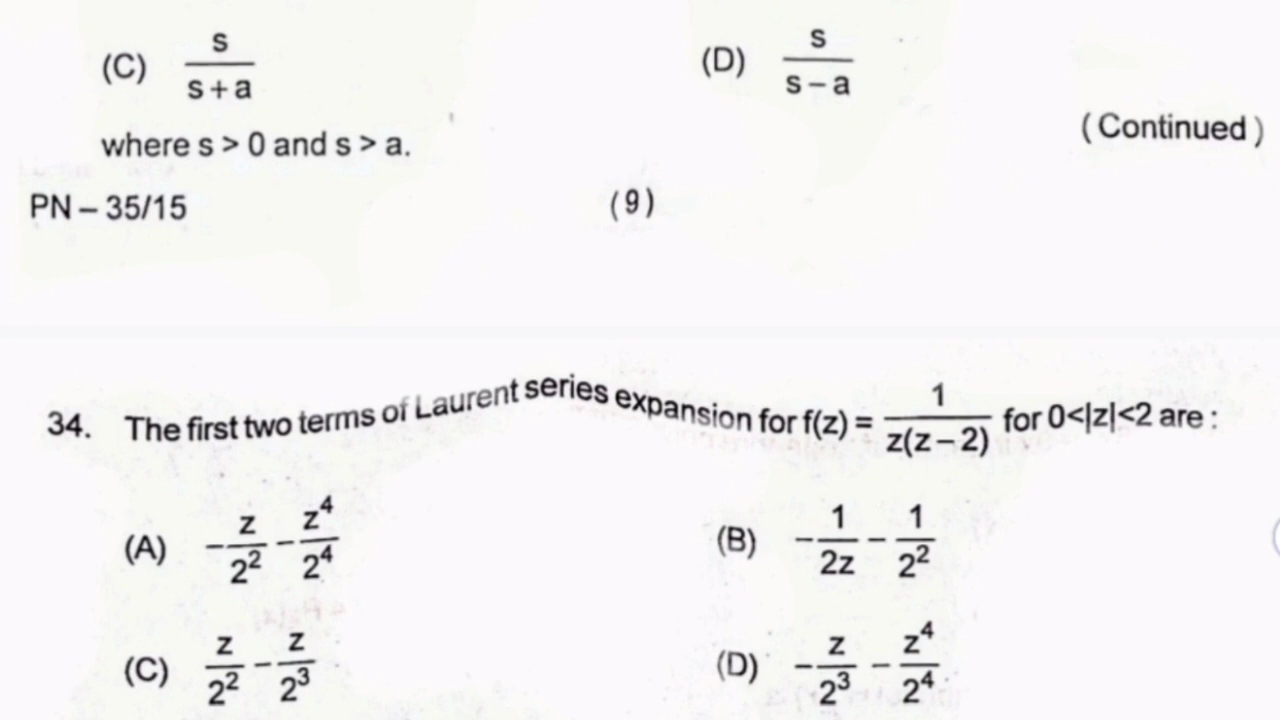 (C) s/(s+a) (D) s/(s−a)
(Continued)
where s > 0 and s > a.
PN – 35/15 (9)
34. The first two terms of Laurent series expansion for f(z) = 1/(z(z−2)) for 0<|z|<2 are :
(A) −z/2² − z⁴/2⁴ (B) −1/2z − 1/2²
(C) z/2² − z/2³ (D) −z/2³ − z⁴/2⁴